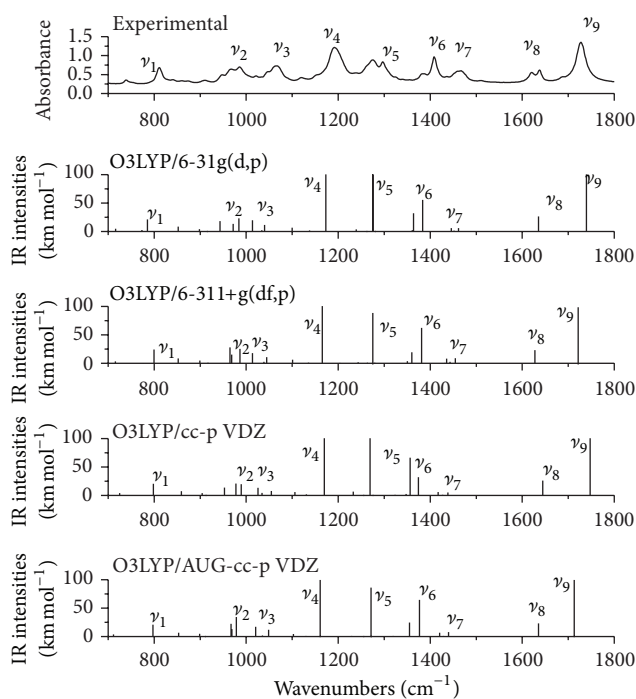 Experimental
Absorbance
1.5
1.0
0.5
0.0
ν1 ν2 ν3 ν4 ν5 ν6 ν7 ν8 ν9
800 1000 1200 1400 1600 1800
O3LYP/6-31g(d,p)
IR intensities
(km mol−1)
100
50
0
ν1 ν2 ν3 ν4 ν5 ν6 ν7 ν8 ν9
800 1000 1200 1400 1600 1800
O3LYP/6-311+g(df,p)
IR intensities
(km mol−1)
100
50
0
ν1 ν2 ν3 ν4 ν5 ν6 ν7 ν8 ν9
800 1000 1200 1400 1600 1800
O3LYP/cc-p VDZ
IR intensities
(km mol−1)
100
50
0
ν1 ν2 ν3 ν4 ν5 ν6 ν7 ν8 ν9
800 1000 1200 1400 1600 1800
O3LYP/AUG-cc-p VDZ
IR intensities
(km mol−1)
100
50
0
ν1 ν2 ν3 ν4 ν5 ν6 ν7 ν8 ν9
800 1000 1200 1400 1600 1800
Wavenumbers (cm−1)